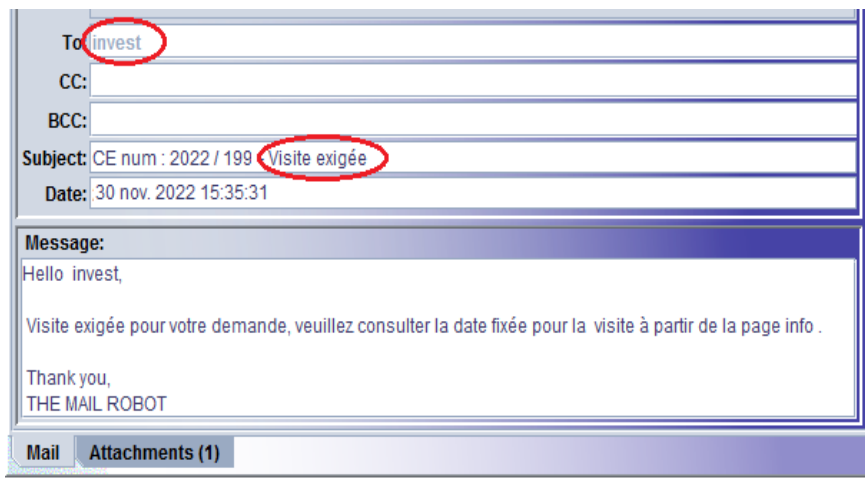 To: invest
CC:
BCC:
Subject: CE num : 2022 / 199 - Visite exigée
Date: 30 nov. 2022 15:35:31
Message:
Hello invest,
Visite exigée pour votre demande, veuillez consulter la date fixée pour la visite à partir de la page info .
Thank you,
THE MAIL ROBOT
Mail Attachments (1)